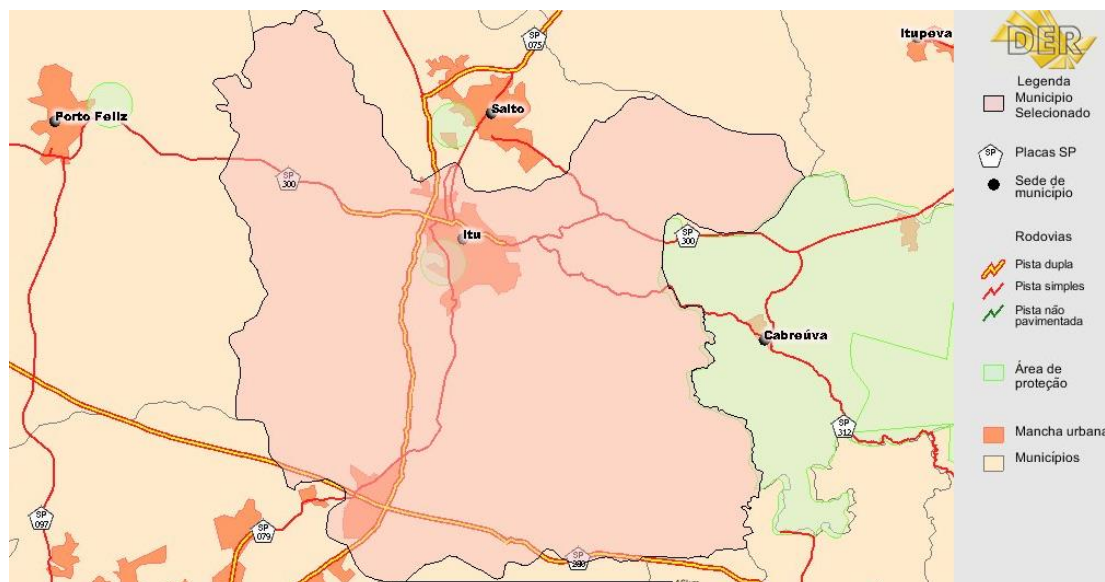 SP
075
Itupeva
DER
Salto
Porto Feliz
SP
300
Itu
SP
300
Cabreúva
SP
312
SP
097
SP
079
SP
280
Legenda
Municipio
Selecionado
SP
Placas SP
Sede de
município
Rodovias
Pista dupla
Pista simples
Pista não
pavimentada
Área de
proteção
Mancha urbana
Municípios